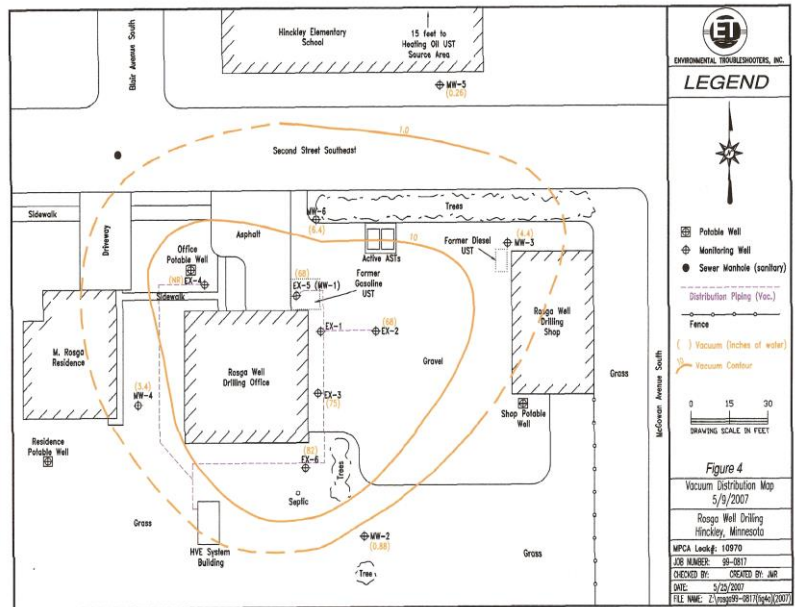 Blair Avenue South
Hinckley Elementary
School
15 feet to
Heating Oil UST
Source Area
MW-5
(0.26)
1.0
Second Street Southeast
Sidewalk
Driveway
Asphalt
MW-6
(6.4)
Trees
Active ASTs
10
Former Diesel
UST
(4.4)
MW-3
Office
Potable Well
EX-4
Sidewalk
(68)
EX-5 (MW-1)
Former
Gasoline
UST
EX-1
(68)
EX-2
M. Rosga
Residence
Rosga Well
Drilling Office
Gravel
Rosga Well
Drilling
Shop
Grass
McGowan Avenue South
(3.4)
MW-4
EX-3
(75)
Shop Potable
Well
Residence
Potable Well
(82)
EX-6
Trees
Septic
Grass
HVE System
Building
MW-2
(0.88)
Grass
Tree
ET
ENVIRONMENTAL TROUBLESHOOTERS, INC.
LEGEND
N
Potable Well
Monitoring Well
Sewer Manhole (sanitary)
Distribution Piping (Vac.)
Fence
( ) Vacuum (inches of water)
10 Vacuum Contour
0 15 30
DRAWING SCALE IN FEET
Figure 4
Vacuum Distribution Map
5/9/2007
Rosga Well Drilling
Hinckley, Minnesota
MPCA Leak#: 10970
JOB NUMBER: 99-0817
CHECKED BY: CREATED BY: JMR
DATE: 5/25/2007
FILE NAME: